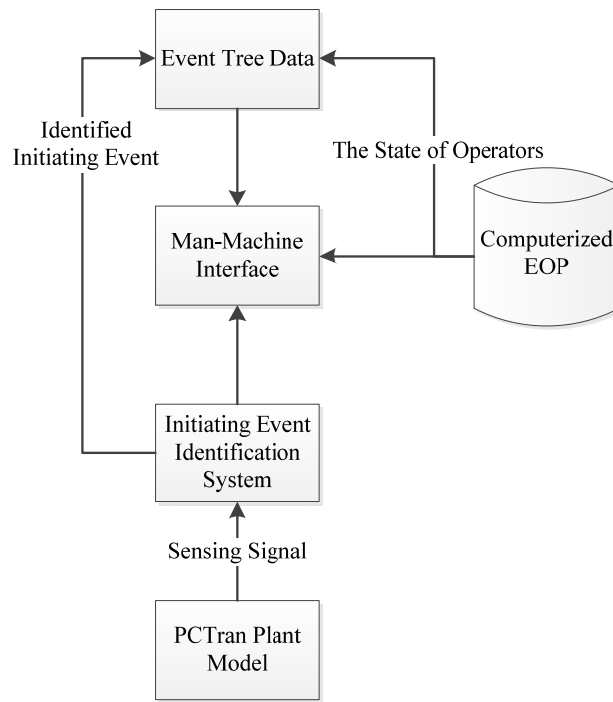 Event Tree Data
Identified
Initiating Event
The State of Operators
Man-Machine
Interface
Computerized
EOP
Initiating Event
Identification
System
Sensing Signal
PCTran Plant
Model